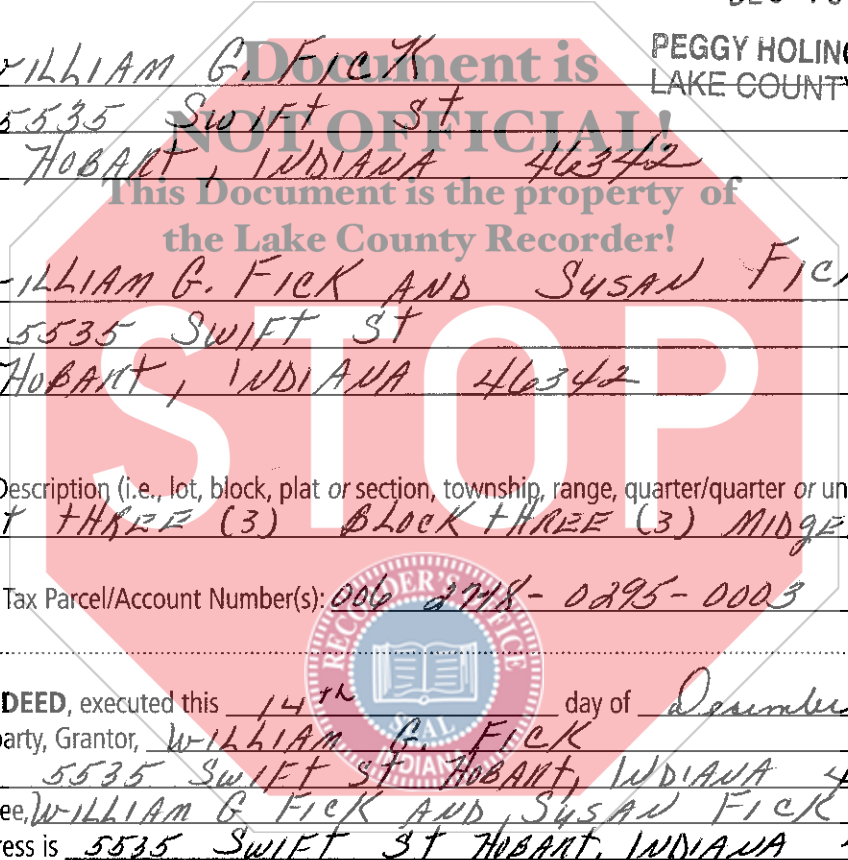 WILLIAM G. FICK
PEGGY HOLING
LAKE COUNTY
5535 SWIFT St
HOBART, INDIANA 46342
Document is
NOT OFFICIAL!
This Document is the property of
the Lake County Recorder!
WILLIAM G. FICK AND SUSAN FICK
5535 SWIFT St
HOBART, INDIANA 46342
STOP
Description (i.e., lot, block, plat or section, township, range, quarter/quarter or un
THREE (3) BLOCK THREE (3) MIDGE
Tax Parcel/Account Number(s): 006 2718-0295-0003
DEED, executed this 14th day of Desember
party, Grantor, WILLIAM G. FICK
5535 SWIFT St HOBART, INDIANA 4
ee, WILLIAM G FICK AND SUSAN FICK
ress is 5535 SWIFT St HOBART, INDIANA
RECORDER'S OFFICE
SEAL
INDIANA